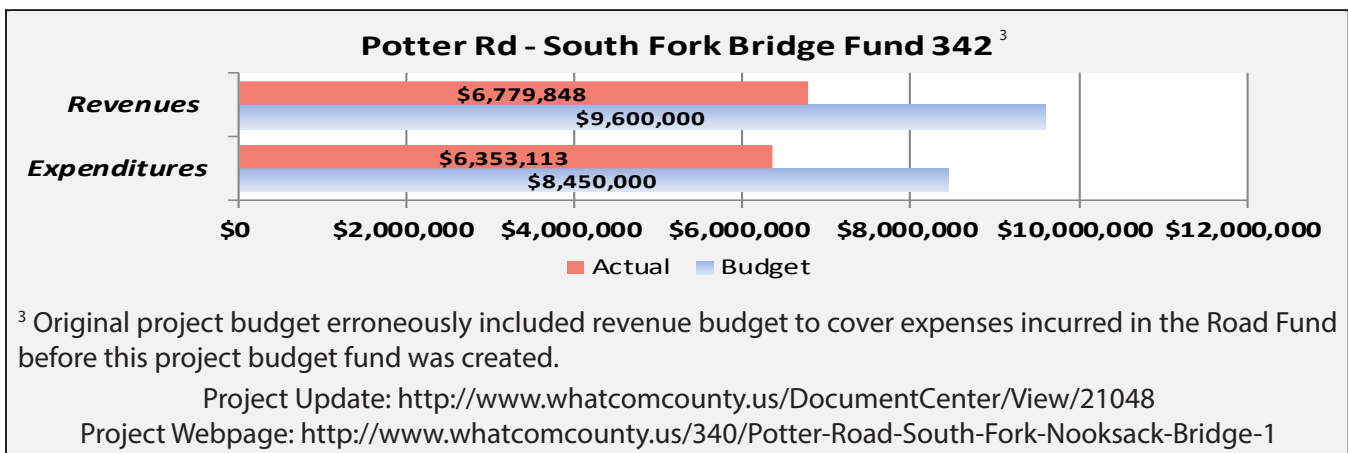 Potter Rd - South Fork Bridge Fund 342 ³
Revenues
$6,779,848
$9,600,000
Expenditures
$6,353,113
$8,450,000
$0 $2,000,000 $4,000,000 $6,000,000 $8,000,000 $10,000,000 $12,000,000
Actual Budget
³ Original project budget erroneously included revenue budget to cover expenses incurred in the Road Fund
before this project budget fund was created.
Project Update: http://www.whatcomcounty.us/DocumentCenter/View/21048
Project Webpage: http://www.whatcomcounty.us/340/Potter-Road-South-Fork-Nooksack-Bridge-1